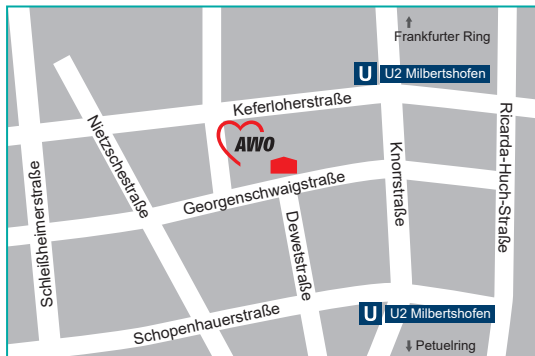 Frankfurter Ring
U U2 Milbertshofen
Keferloherstraße
AWO
Nietzschestraße
Ricarda-Huch-Straße
Knorrstraße
Schleißheimerstraße
Georgenschwaigstraße
Dewetstraße
Schopenhauerstraße
U U2 Milbertshofen
Petuelring